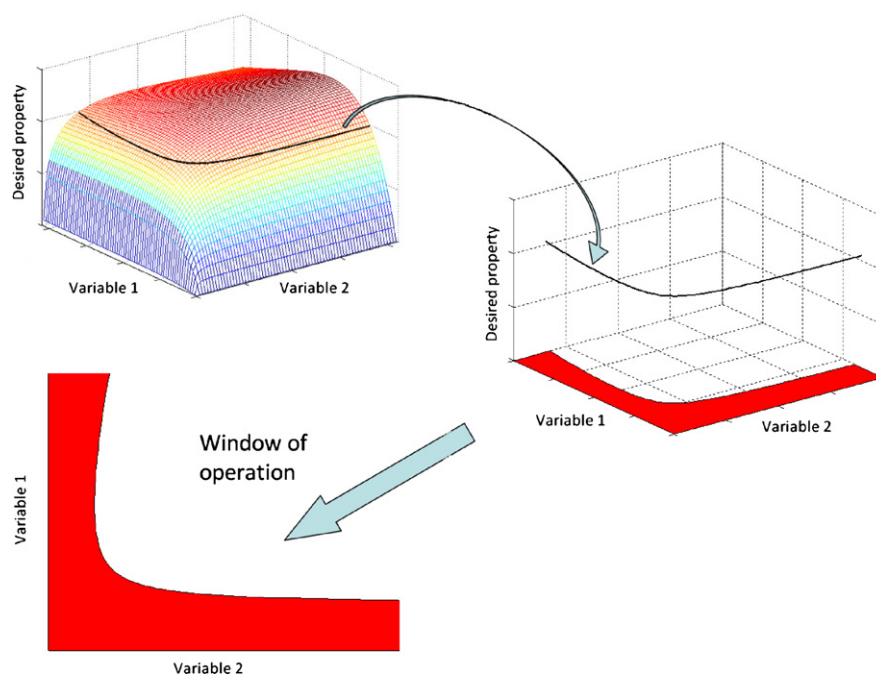 Desired property
Variable 1
Variable 2
Desired property
Variable 1
Variable 2
Window of
operation
Variable 1
Variable 2